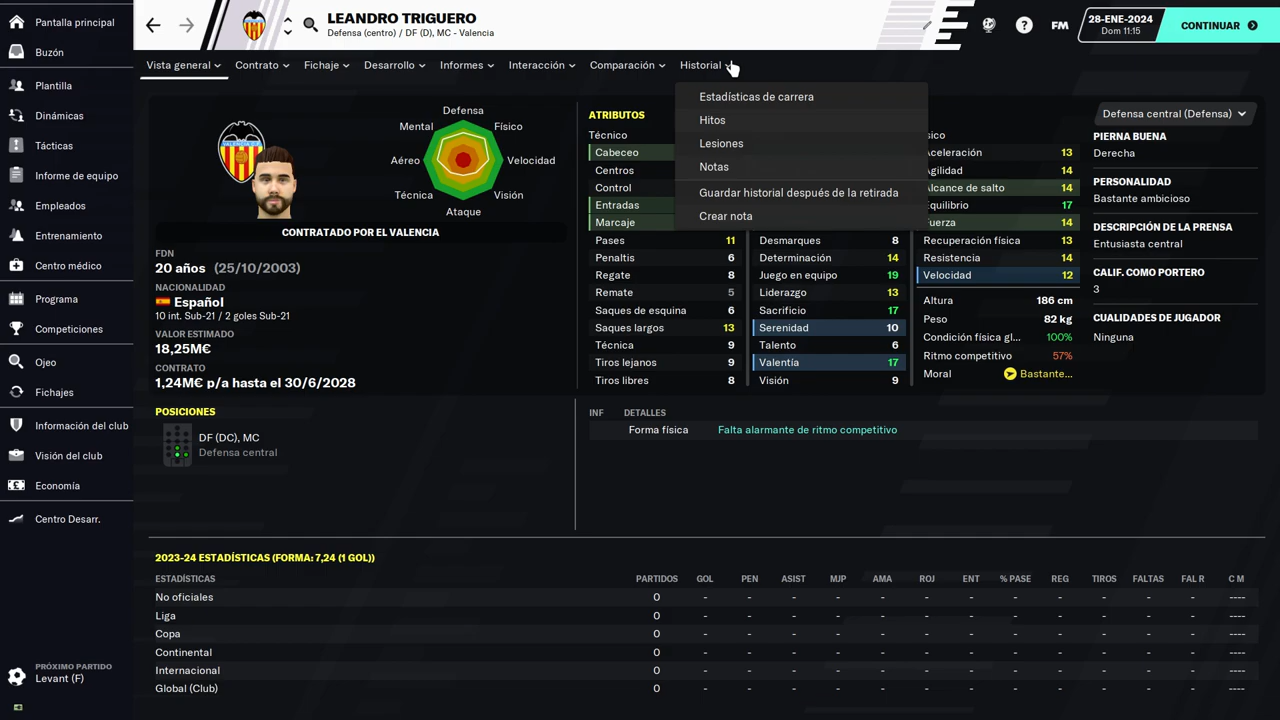 Pantalla principal
Buzón
Plantilla
Dinámicas
Tácticas
Informe de equipo
Empleados
Entrenamiento
Centro médico
Programa
Competiciones
Ojeo
Fichajes
Información del club
Visión del club
Economía
Centro Desarr.
PRÓXIMO PARTIDO
Levant (F)
LEANDRO TRIGUERO
Defensa (centro) / DF (D), MC - Valencia
?
FM
28-ENE-2024
Dom 11:15
CONTINUAR
Vista general
Contrato
Fichaje
Desarrollo
Informes
Interacción
Comparación
Historial
Estadísticas de carrera
Hitos
Lesiones
Notas
Guardar historial después de la retirada
Crear nota
Defensa
Físico
Velocidad
Visión
Ataque
Técnica
Aéreo
Mental
CONTRATADO POR EL VALENCIA
FDN
20 años (25/10/2003)
NACIONALIDAD
Español
10 int. Sub-21 / 2 goles Sub-21
VALOR ESTIMADO
18,25M€
CONTRATO
1,24M€ p/a hasta el 30/6/2028
ATRIBUTOS
Técnico
Cabeceo
Centros
Control
Entradas
Marcaje
Pases 11
Penaltis 6
Regate 8
Remate 5
Saques de esquina 6
Saques largos 13
Técnica 9
Tiros lejanos 9
Tiros libres 8
Desmarques 8
Determinación 14
Juego en equipo 19
Liderazgo 13
Sacrificio 17
Serenidad 10
Talento 6
Valentía 17
Visión 9
sico
Aceleración 13
Agilidad 14
Alcance de salto 14
Equilibrio 17
Fuerza 14
Recuperación física 13
Resistencia 14
Velocidad 12
Altura 186 cm
Peso 82 kg
Condición física gl... 100%
Ritmo competitivo 57%
Moral Bastante...
Defensa central (Defensa)
PIERNA BUENA
Derecha
PERSONALIDAD
Bastante ambicioso
DESCRIPCIÓN DE LA PRENSA
Entusiasta central
CALIF. COMO PORTERO
3
CUALIDADES DE JUGADOR
Ninguna
POSICIONES
DF (DC), MC
Defensa central
INF DETALLES
Forma física Falta alarmante de ritmo competitivo
2023-24 ESTADÍSTICAS (FORMA: 7,24 (1 GOL))
ESTADÍSTICAS PARTIDOS GOL PEN ASIST MJP AMA ROJ ENT % PASE REG TIROS FALTAS FAL R C M
No oficiales 0 - - - - - - - - - - - - ----
Liga 0 - - - - - - - - - - - - ----
Copa 0 - - - - - - - - - - - - ----
Continental 0 - - - - - - - - - - - - ----
Internacional 0 - - - - - - - - - - - - ----
Global (Club) 0 - - - - - - - - - - - - ----